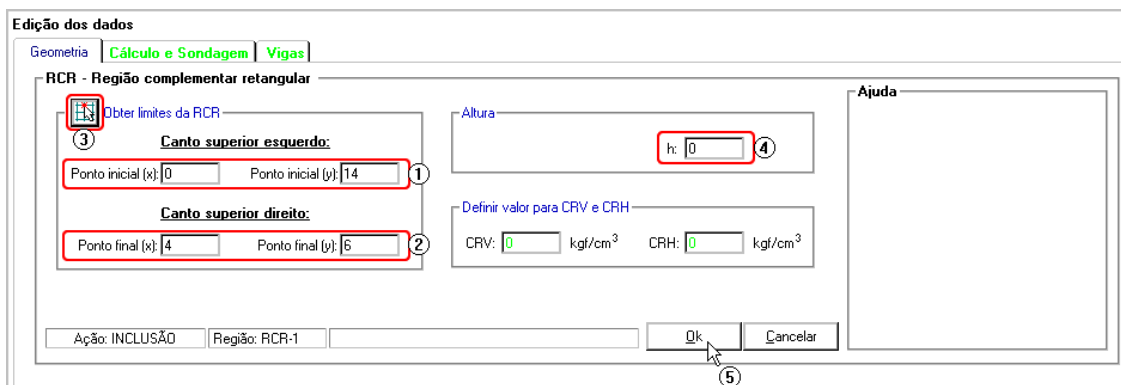 Edição dos dados
Geometria Cálculo e Sondagem Vigas
RCR - Região complementar retangular
Ajuda
Obter limites da RCR
3
Canto superior esquerdo:
Ponto inicial (x): 0 Ponto inicial (y): 14 1
Canto superior direito:
Ponto final (x): 4 Ponto final (y): 6 2
Altura
h: 0 4
Definir valor para CRV e CRH
CRV: 0 kgf/cm³ CRH: 0 kgf/cm³
Ação: INCLUSÃO Região: RCR-1 Ok Cancelar
5